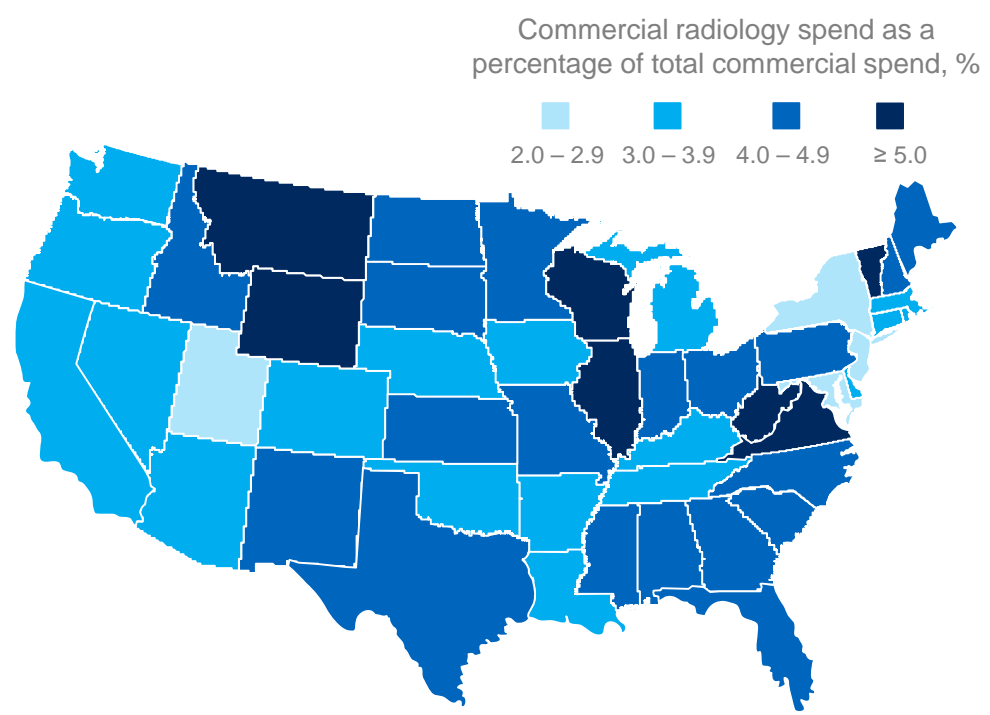 Commercial radiology spend as a
percentage of total commercial spend, %
2.0 – 2.9 3.0 – 3.9 4.0 – 4.9 ≥ 5.0